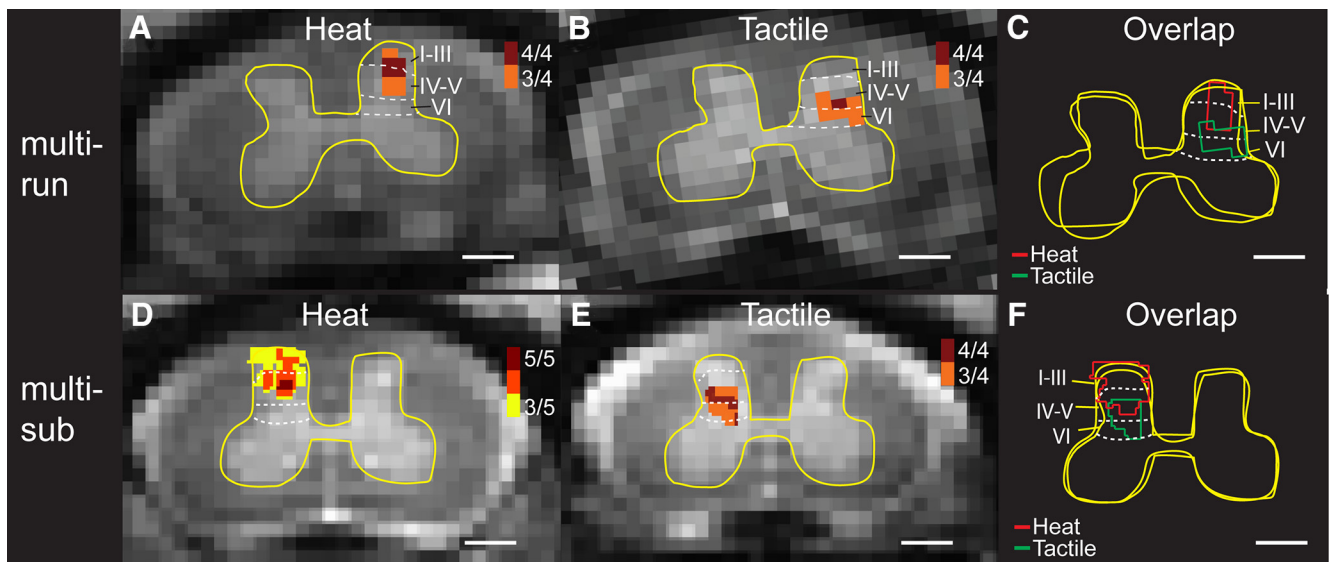 A
Heat
4/4
3/4
I-III
IV-V
VI
B
Tactile
4/4
3/4
I-III
IV-V
VI
C
Overlap
I-III
IV-V
VI
Heat
Tactile
multi-
run
D
Heat
5/5
3/5
E
Tactile
4/4
3/4
F
Overlap
I-III
IV-V
VI
Heat
Tactile
multi-
sub